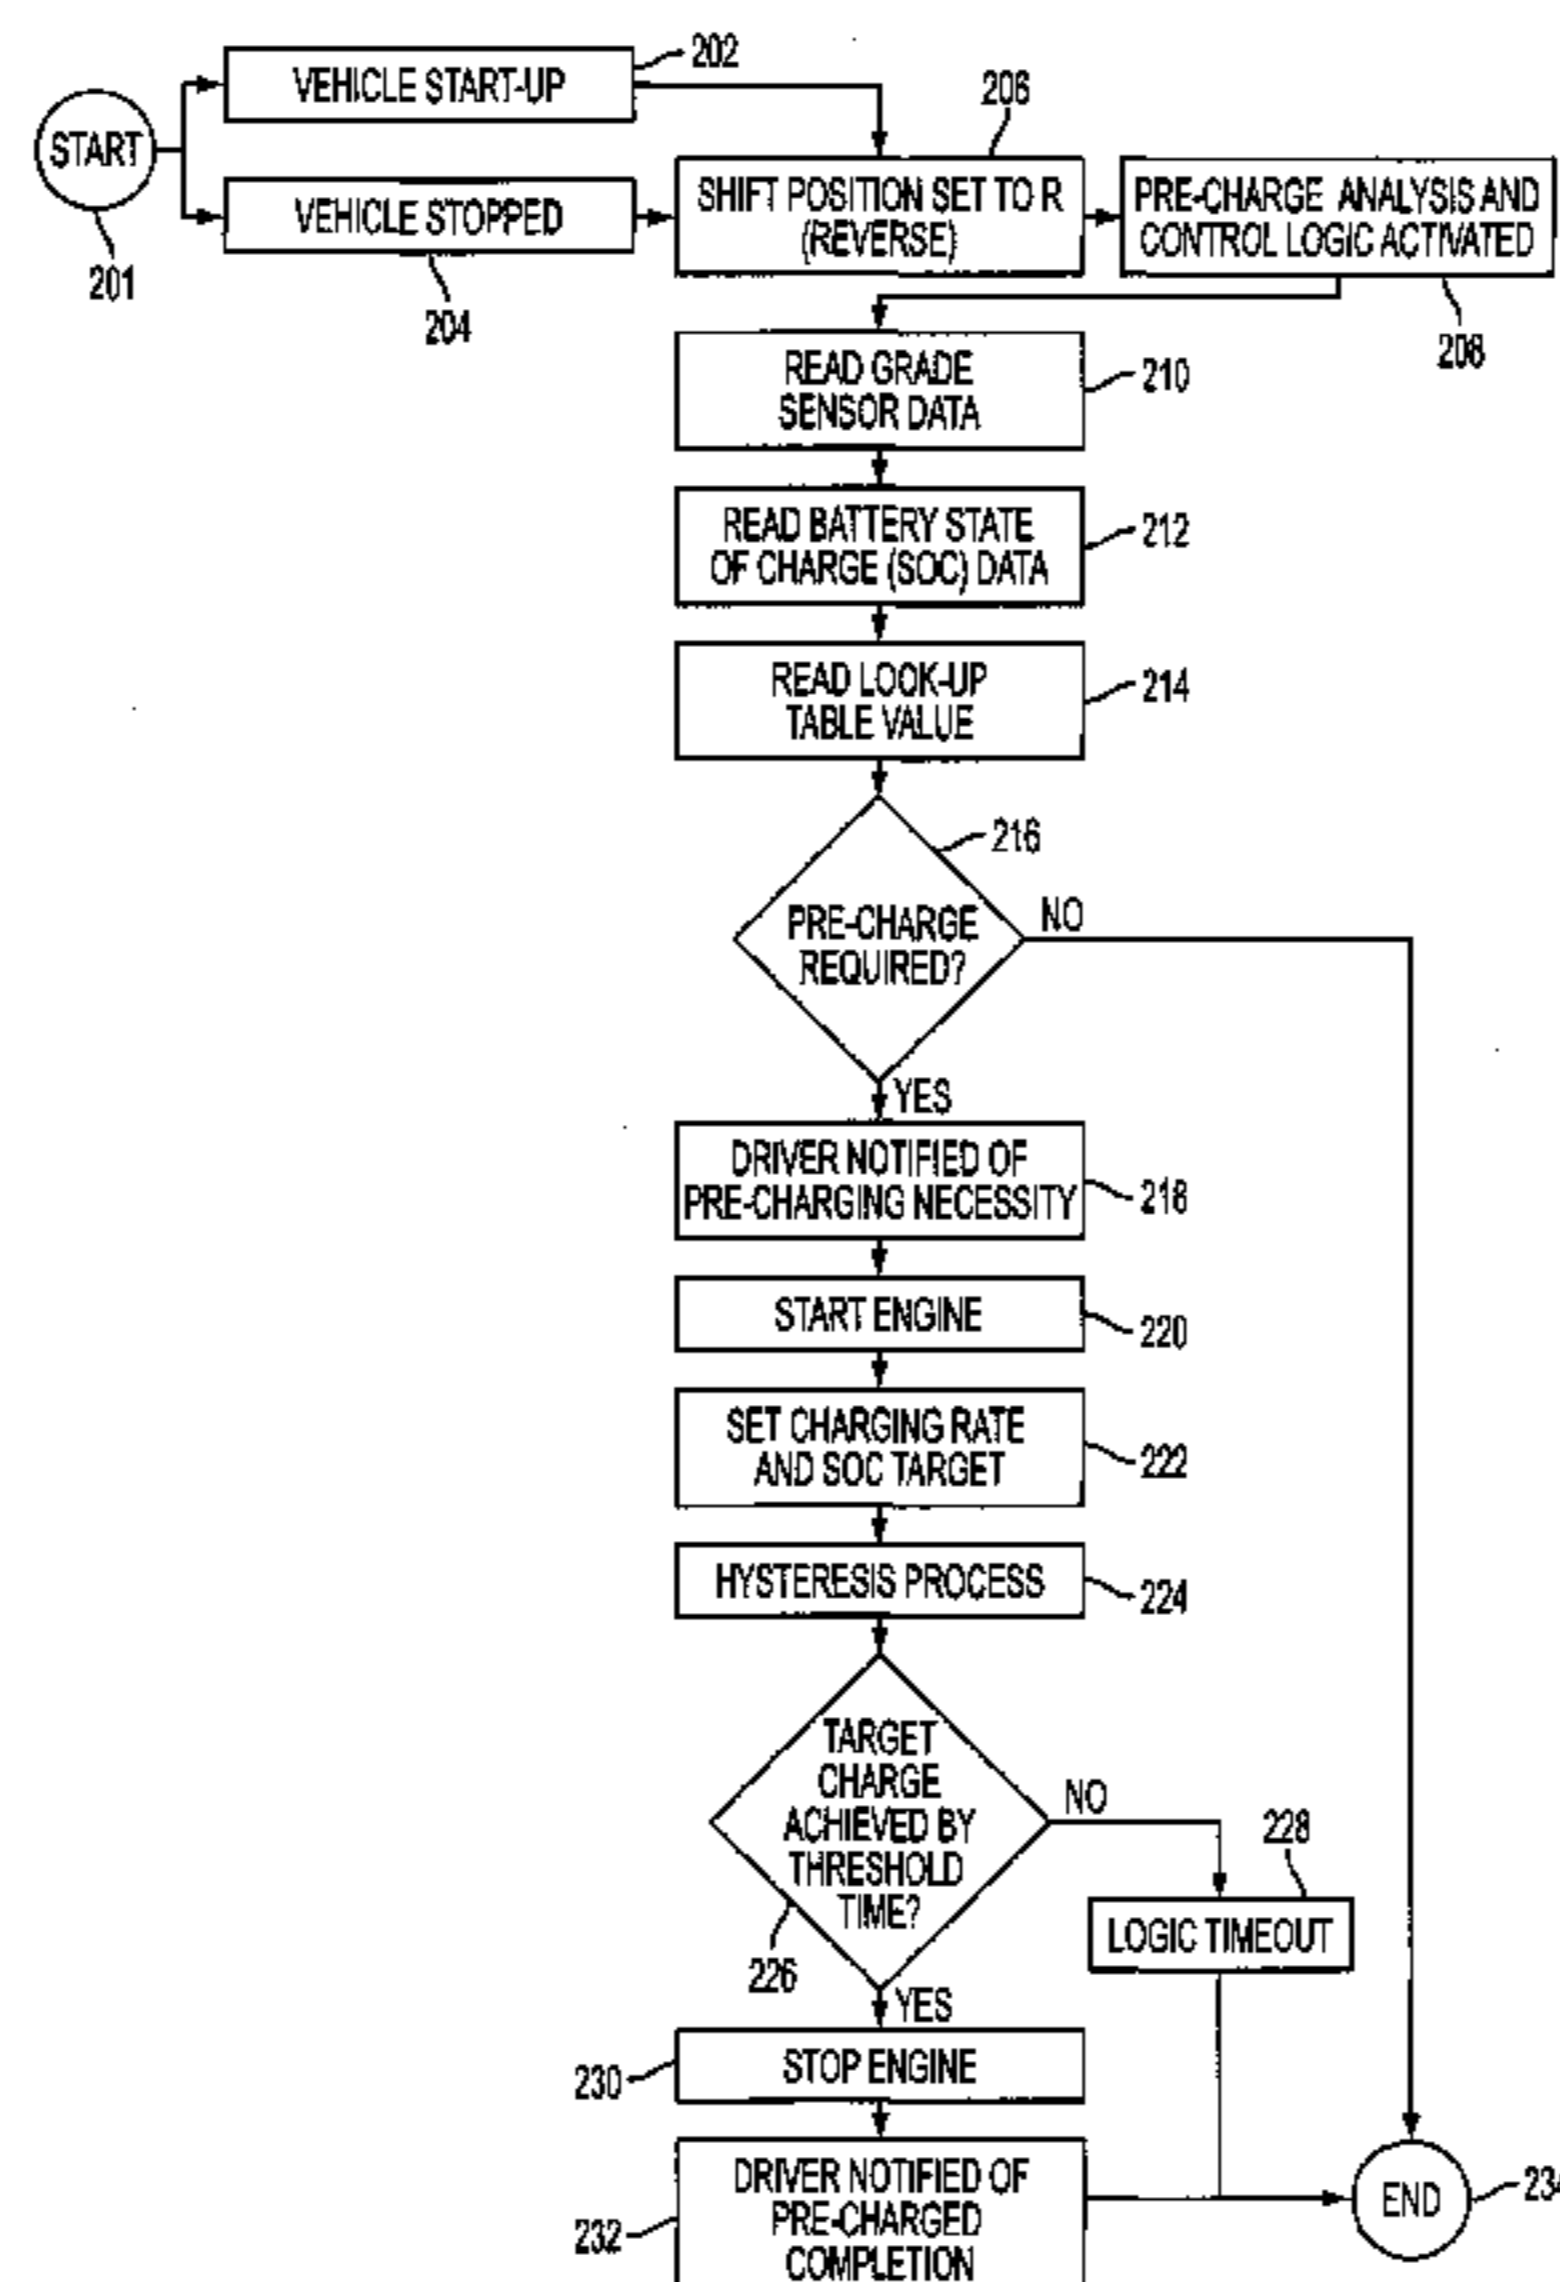 202
VEHICLE START-UP
START
201
VEHICLE STOPPED
204
206
SHIFT POSITION SET TO R
(REVERSE)
PRE-CHARGE ANALYSIS AND
CONTROL LOGIC ACTIVATED
208
READ GRADE
SENSOR DATA
210
READ BATTERY STATE
OF CHARGE (SOC) DATA
212
READ LOOK-UP
TABLE VALUE
214
216
PRE-CHARGE
REQUIRED?
NO
YES
DRIVER NOTIFIED OF
PRE-CHARGING NECESSITY
218
START ENGINE
220
SET CHARGING RATE
AND SOC TARGET
222
HYSTERESIS PROCESS
224
TARGET
CHARGE
ACHIEVED BY
THRESHOLD
TIME?
226
NO
228
LOGIC TIMEOUT
YES
STOP ENGINE
230
DRIVER NOTIFIED OF
PRE-CHARGED
COMPLETION
232
END
234